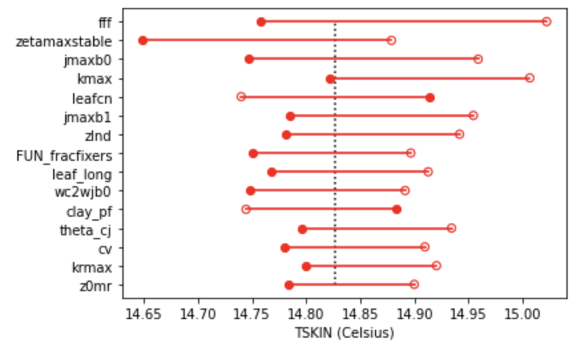 fff
zetamaxstable
jmaxb0
kmax
leafcn
jmaxb1
zlnd
FUN_fracfixers
leaf_long
wc2wjb0
clay_pf
theta_cj
cv
krmax
z0mr
14.65 14.70 14.75 14.80 14.85 14.90 14.95 15.00
TSKIN (Celsius)